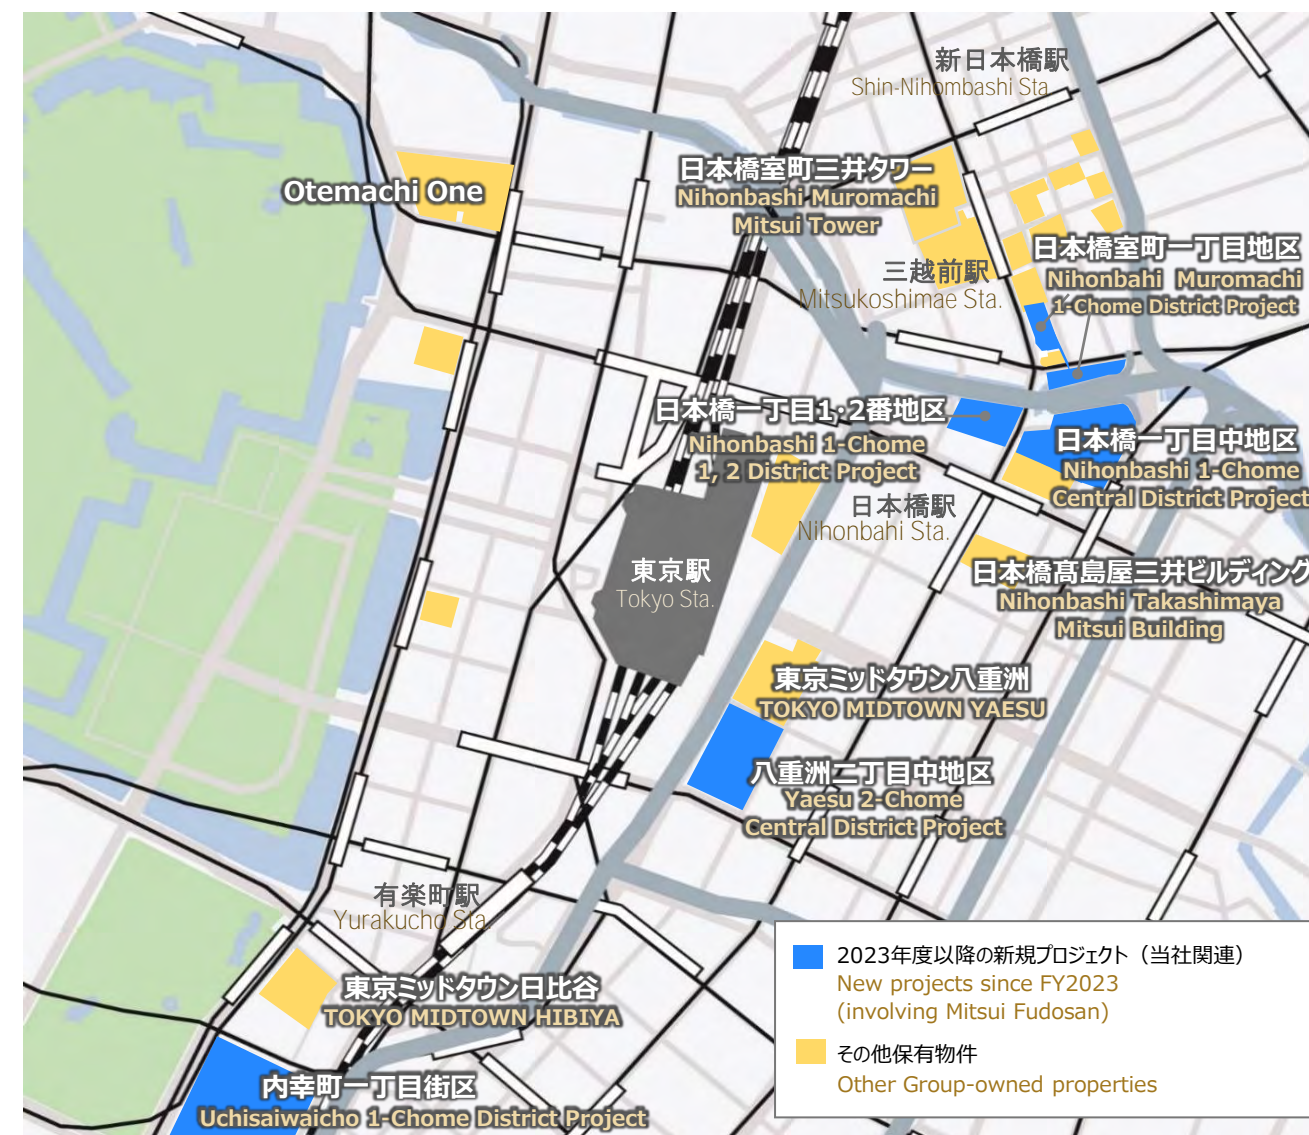 新日本橋駅
Shin-Nihombashi Sta.
Otemachi One
日本橋室町三井タワー
Nihonbashi Muromachi
Mitsui Tower
日本橋室町一丁目地区
Nihonbahi Muromachi
1-Chome District Project
三越前駅
Mitsukoshimae Sta.
日本橋一丁目1・2番地区
Nihonbashi 1-Chome
1, 2 District Project
日本橋一丁目中地区
Nihonbashi 1-Chome
Central District Project
日本橋駅
Nihonbahi Sta.
東京駅
Tokyo Sta.
日本橋髙島屋三井ビルディング
Nihonbashi Takashimaya
Mitsui Building
東京ミッドタウン八重洲
TOKYO MIDTOWN YAESU
八重洲二丁目中地区
Yaesu 2-Chome
Central District Project
有楽町駅
Yurakucho Sta.
東京ミッドタウン日比谷
TOKYO MIDTOWN HIBIYA
内幸町一丁目街区
Uchisaiwaicho 1-Chome District Project
2023年度以降の新規プロジェクト（当社関連）
New projects since FY2023
(involving Mitsui Fudosan)
その他保有物件
Other Group-owned properties